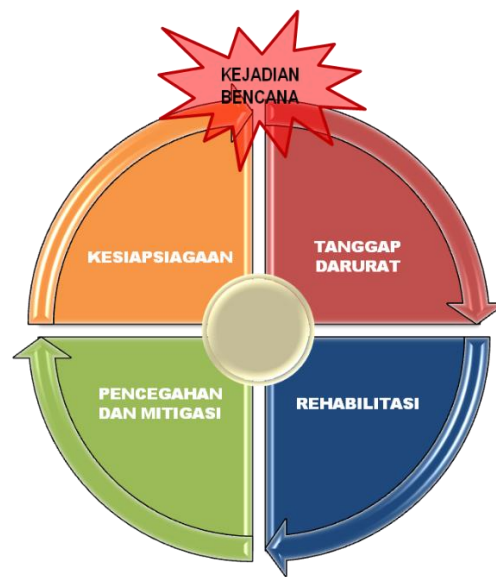 KEJADIAN
BENCANA
KESIAPSIAGAAN
TANGGAP
DARURAT
PENCEGAHAN
DAN MITIGASI
REHABILITASI